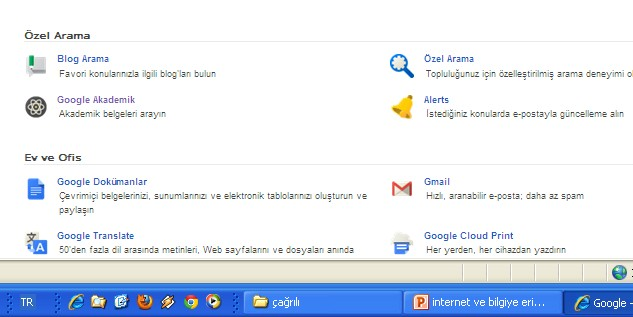 Özel Arama
Blog Arama
Favori konularınızla ilgili blog'ları bulun
Özel Arama
Topluluğunuz için özelleştirilmiş arama deneyimi
Google Akademik
Akademik belgeleri arayın
Alerts
İstediğiniz konularda e-postayla güncelleme alın
Ev ve Ofis
Google Dokümanlar
Çevrimiçi belgelerinizi, sunumlarınızı ve elektronik tablolarınızı oluşturun ve
paylaşın
Gmail
Hızlı, aranabilir e-posta; daha az spam
Google Translate
50'den fazla dil arasında metinleri, Web sayfalarını ve dosyaları anında
Google Cloud Print
Her yerden, her cihazdan yazdırın
TR
çağrılı
internet ve bilgiye eri...
Google -